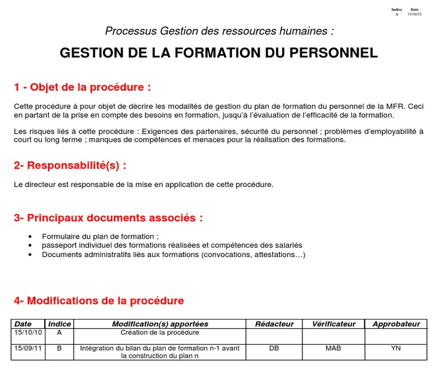 Indice Date
A
Processus Gestion des ressources humaines :
GESTION DE LA FORMATION DU PERSONNEL
1 - Objet de la procédure :
Cette procédure à pour objet de décrire les modalités de gestion du plan de formation du personnel de la MFR. Ceci
en partant de la prise en compte des besoins en formation, jusqu'à l'évaluation de l'efficacité de la formation.
Les risques liés à cette procédure : Exigences des partenaires, sécurité du personnel ; problèmes d'employabilité à
court ou long terme ; manques de compétences et menaces pour la réalisation des formations.
2- Responsabilité(s) :
Le directeur est responsable de la mise en application de cette procédure.
3- Principaux documents associés :
• Formulaire du plan de formation ;
• passeport individuel des formations réalisées et compétences des salariés
• Documents administratifs liés aux formations (convocations, attestations…)
4- Modifications de la procédure
Date Indice Modification(s) apportées Rédacteur Vérificateur Approbateur
15/10/10 A Création de la procédure
15/09/11 B Intégration du bilan du plan de formation n-1 avant DB MAB YN
la construction du plan n